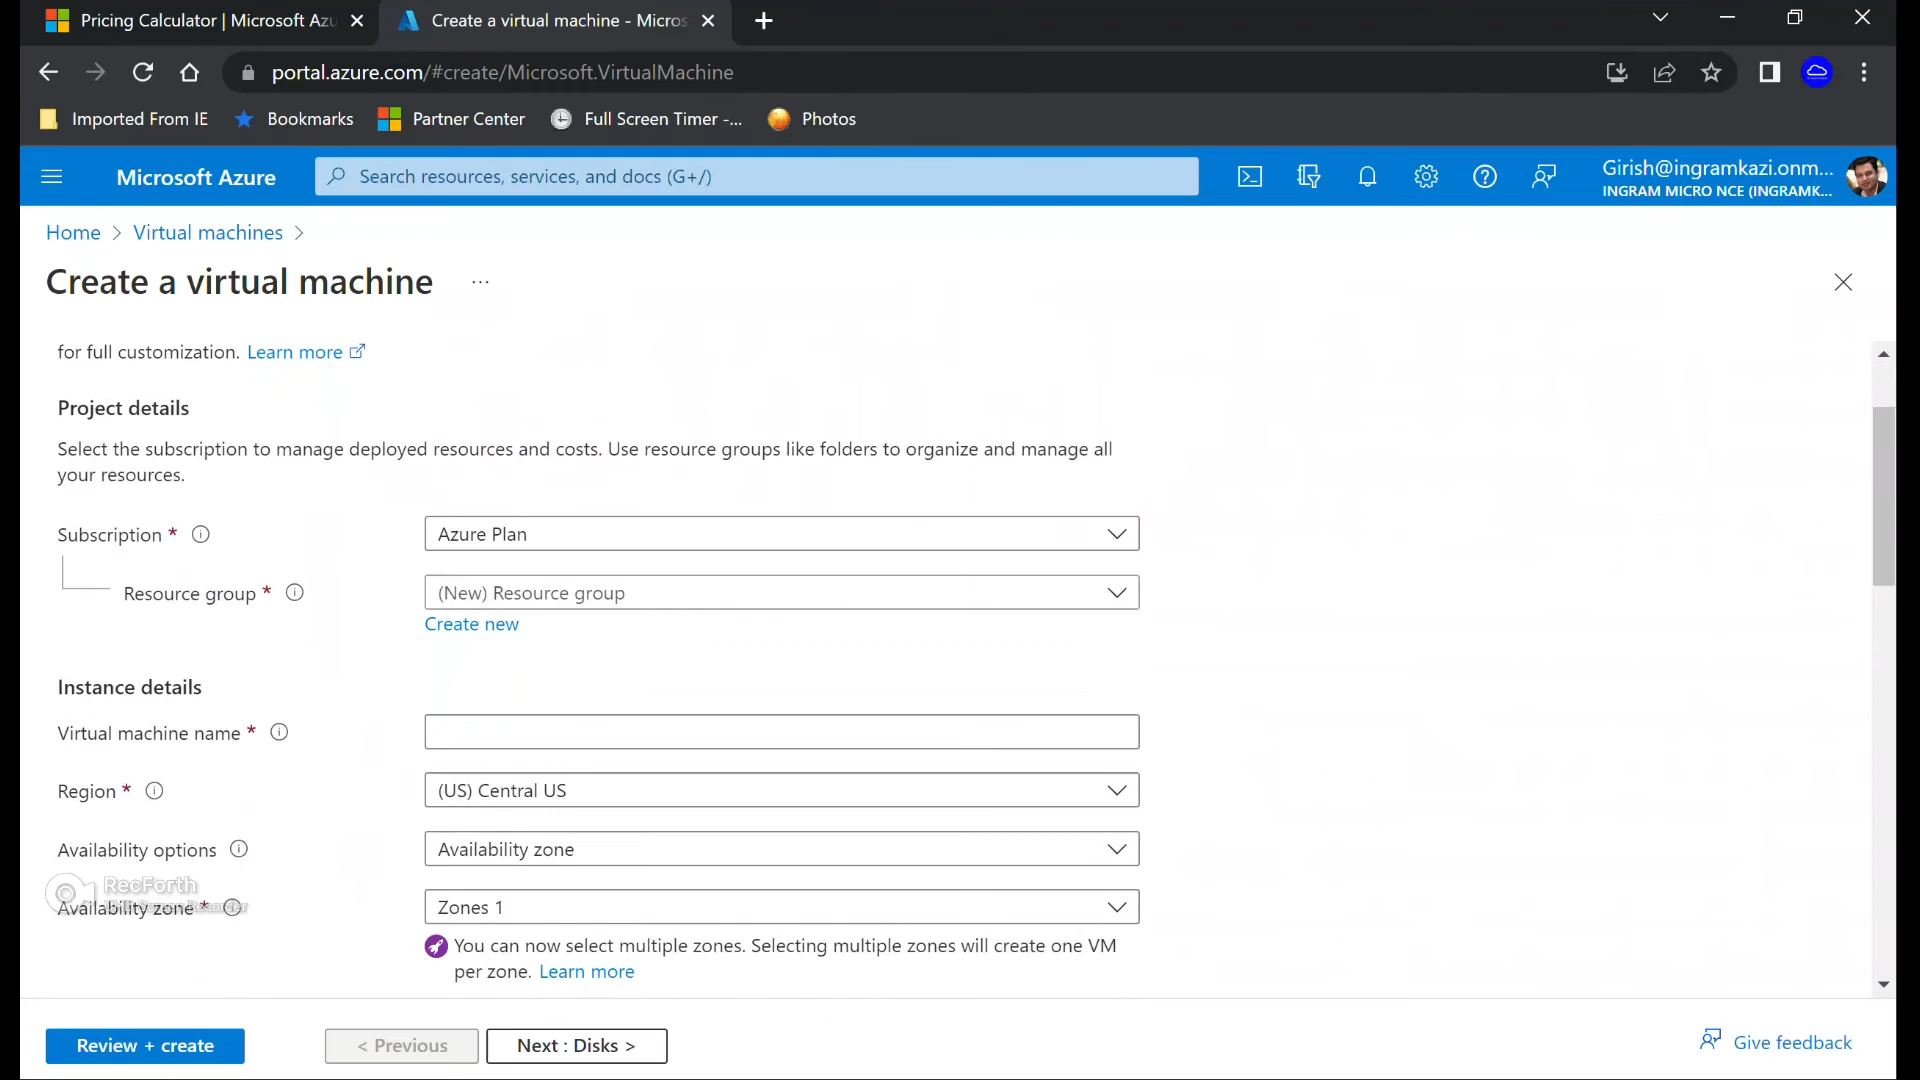 Pricing Calculator | Microsoft Azu
Create a virtual machine - Micros
portal.azure.com/#create/Microsoft.VirtualMachine
Imported From IE
Bookmarks
Partner Center
Full Screen Timer -...
Photos
Microsoft Azure
Search resources, services, and docs (G+/)
Girish@ingramkazi.onm...
INGRAM MICRO NCE (INGRAMK...
Home > Virtual machines >
Create a virtual machine ...
for full customization. Learn more
Project details
Select the subscription to manage deployed resources and costs. Use resource groups like folders to organize and manage all
your resources.
Subscription *
Azure Plan
Resource group *
(New) Resource group
Create new
Instance details
Virtual machine name *
Region *
(US) Central US
Availability options
Availability zone
RecForth
Availability zone *
Zones 1
You can now select multiple zones. Selecting multiple zones will create one VM
per zone. Learn more
Review + create
< Previous
Next : Disks >
Give feedback